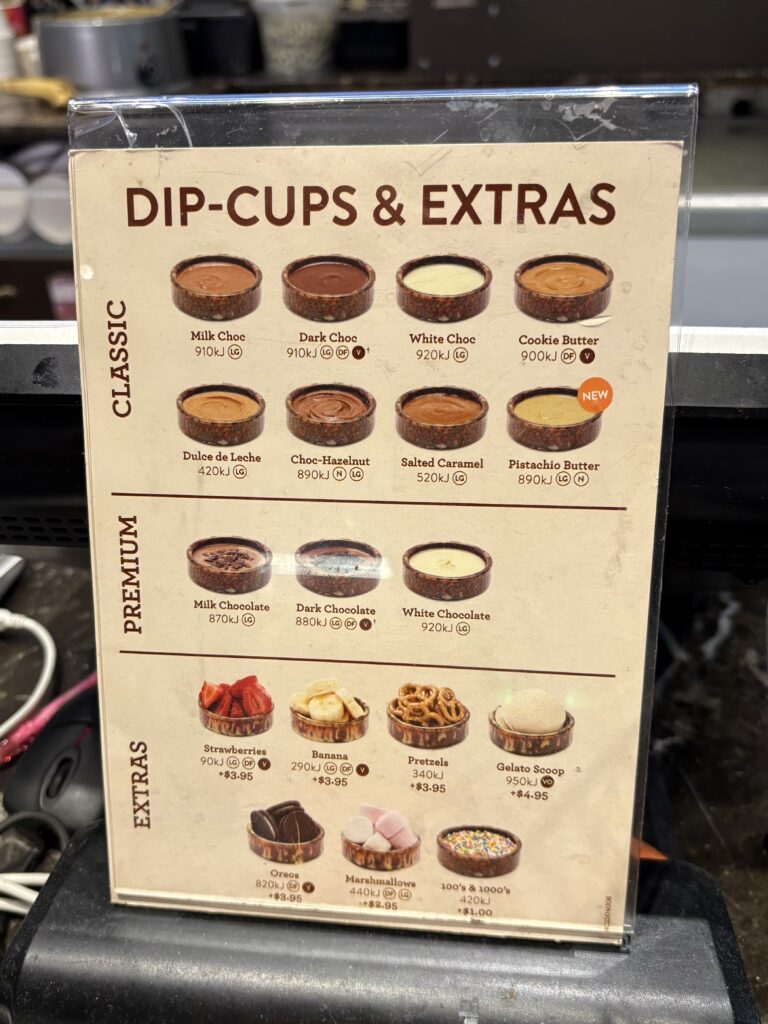 DIP-CUPS & EXTRAS
CLASSIC
Milk Choc
910kJ LG
Dark Choc
910kJ LG DF V†
White Choc
920kJ LG
Cookie Butter
900kJ DF V
NEW
Dulce de Leche
420kJ LG
Choc-Hazelnut
890kJ N LG
Salted Caramel
520kJ LG
Pistachio Butter
890kJ LG N
PREMIUM
Milk Chocolate
870kJ LG
Dark Chocolate
880kJ LG DF V†
White Chocolate
920kJ LG
EXTRAS
Strawberries
90kJ LG DF V
+$3.95
Banana
290kJ LG DF V
+$3.95
Pretzels
340kJ
+$3.95
Gelato Scoop
950kJ VO
+$4.95
Oreos
820kJ DF V
+$3.95
Marshmallows
440kJ DF LG
+$2.95
100's & 1000's
420kJ
+$1.00